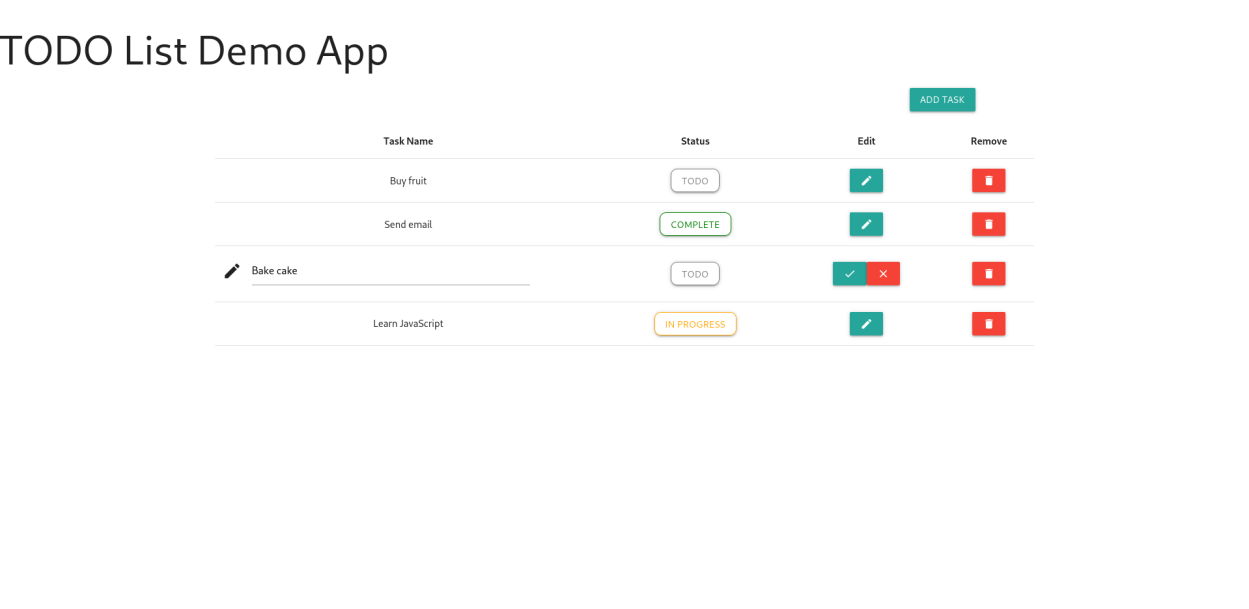 TODO List Demo App
ADD TASK
Task Name Status Edit Remove
Buy fruit TODO
Send email COMPLETE
Bake cake TODO
Learn JavaScript IN PROGRESS